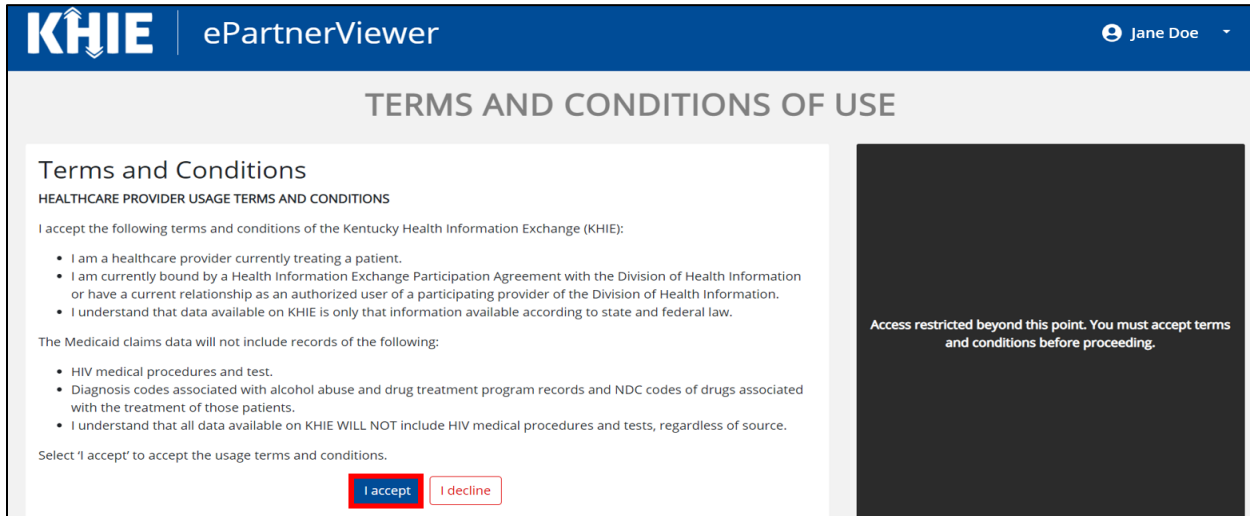 KHIE ePartnerViewer Jane Doe
TERMS AND CONDITIONS OF USE
Terms and Conditions
HEALTHCARE PROVIDER USAGE TERMS AND CONDITIONS
I accept the following terms and conditions of the Kentucky Health Information Exchange (KHIE):
• I am a healthcare provider currently treating a patient.
• I am currently bound by a Health Information Exchange Participation Agreement with the Division of Health Information
or have a current relationship as an authorized user of a participating provider of the Division of Health Information.
• I understand that data available on KHIE is only that information available according to state and federal law.
The Medicaid claims data will not include records of the following:
• HIV medical procedures and test.
• Diagnosis codes associated with alcohol abuse and drug treatment program records and NDC codes of drugs associated
with the treatment of those patients.
• I understand that all data available on KHIE WILL NOT include HIV medical procedures and tests, regardless of source.
Select 'I accept' to accept the usage terms and conditions.
I accept I decline
Access restricted beyond this point. You must accept terms
and conditions before proceeding.